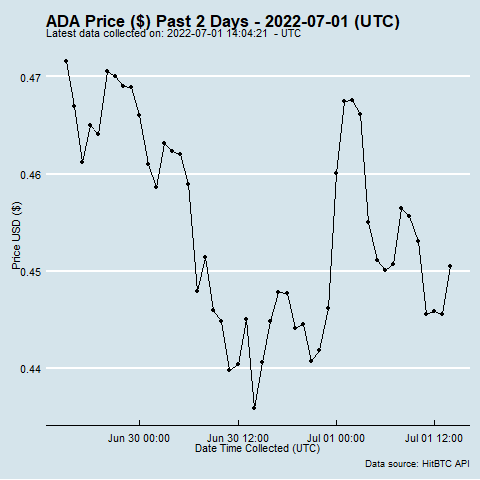 ADA Price ($) Past 2 Days - 2022-07-01 (UTC)
Latest data collected on: 2022-07-01 14:04:21 - UTC
0.47
0.46
0.45
0.44
Price USD ($)
Jun 30 00:00 Jun 30 12:00 Jul 01 00:00 Jul 01 12:00
Date Time Collected (UTC)
Data source: HitBTC API